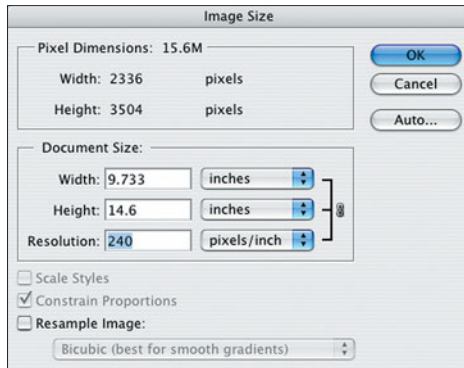 Image Size
Pixel Dimensions: 15.6M
Width: 2336 pixels
Height: 3504 pixels
OK
Cancel
Auto...
Document Size:
Width: 9.733 inches
Height: 14.6 inches
Resolution: 240 pixels/inch
Scale Styles
Constrain Proportions
Resample Image:
Bicubic (best for smooth gradients)